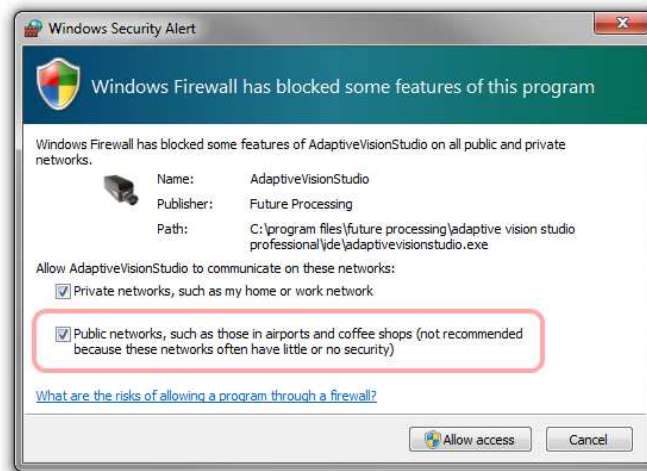 Windows Security Alert
Windows Firewall has blocked some features of this program
Windows Firewall has blocked some features of AdaptiveVisionStudio on all public and private
networks.
Name: AdaptiveVisionStudio
Publisher: Future Processing
Path: C:\program files\future processing\adaptive vision studio
professional\ide\adaptivevisionstudio.exe
Allow AdaptiveVisionStudio to communicate on these networks:
Private networks, such as my home or work network
Public networks, such as those in airports and coffee shops (not recommended
because these networks often have little or no security)
What are the risks of allowing a program through a firewall?
Allow access Cancel